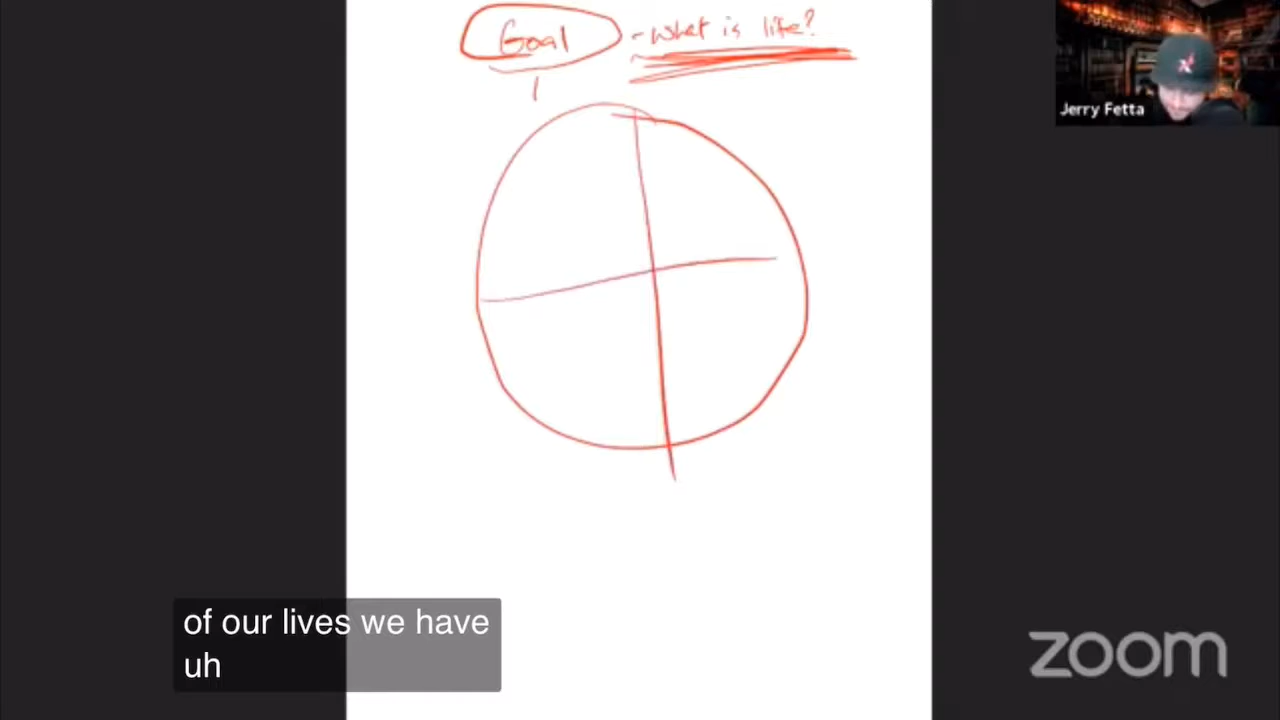 Goal - What is life?
Jerry Fetta
of our lives we have
uh
zoom